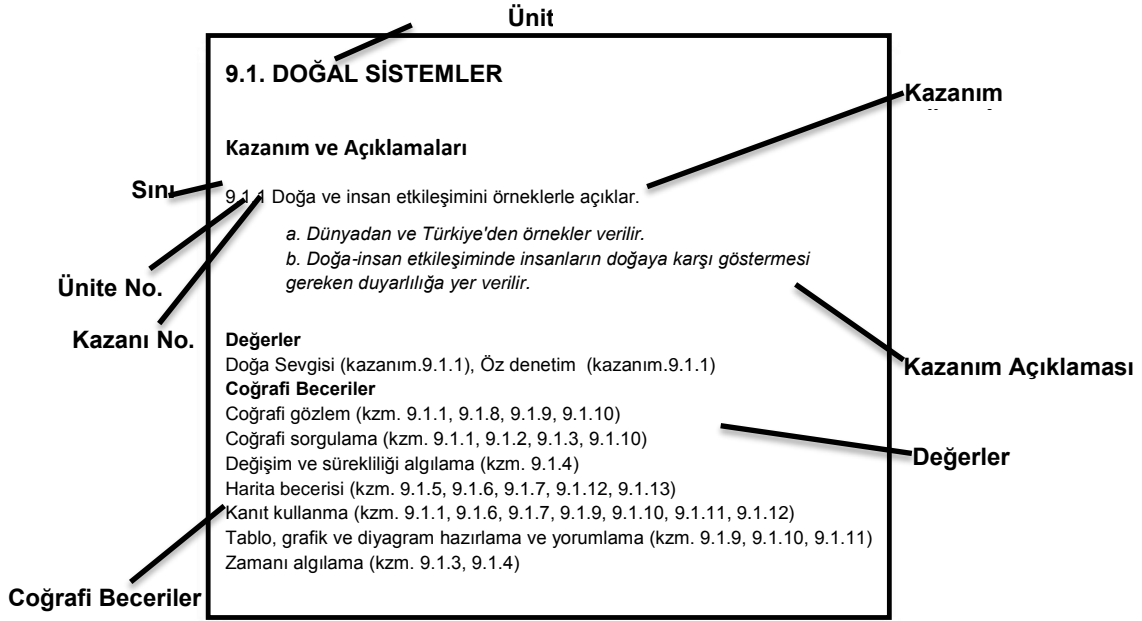 Ünit
9.1. DOĞAL SİSTEMLER
Kazanım
Kazanım ve Açıklamaları
Sını
9.1.1 Doğa ve insan etkileşimini örneklerle açıklar.
a. Dünyadan ve Türkiye'den örnekler verilir.
b. Doğa-insan etkileşiminde insanların doğaya karşı göstermesi
gereken duyarlılığa yer verilir.
Ünite No.
Kazanı No.
Değerler
Doğa Sevgisi (kazanım.9.1.1), Öz denetim (kazanım.9.1.1)
Kazanım Açıklaması
Coğrafi Beceriler
Coğrafi gözlem (kzm. 9.1.1, 9.1.8, 9.1.9, 9.1.10)
Coğrafi sorgulama (kzm. 9.1.1, 9.1.2, 9.1.3, 9.1.10)
Değerler
Değişim ve sürekliliği algılama (kzm. 9.1.4)
Harita becerisi (kzm. 9.1.5, 9.1.6, 9.1.7, 9.1.12, 9.1.13)
Kanıt kullanma (kzm. 9.1.1, 9.1.6, 9.1.7, 9.1.9, 9.1.10, 9.1.11, 9.1.12)
Tablo, grafik ve diyagram hazırlama ve yorumlama (kzm. 9.1.9, 9.1.10, 9.1.11)
Zamanı algılama (kzm. 9.1.3, 9.1.4)
Coğrafi Beceriler